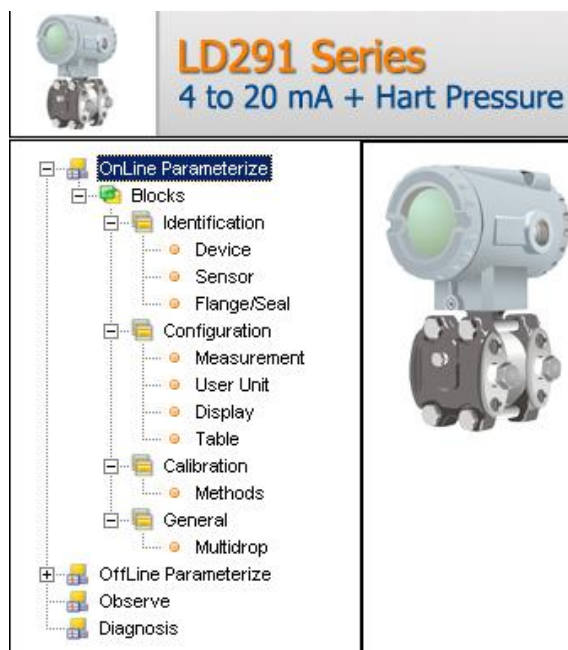 LD291 Series
4 to 20 mA + Hart Pressure
OnLine Parameterize
Blocks
Identification
Device
Sensor
Flange/Seal
Configuration
Measurement
User Unit
Display
Table
Calibration
Methods
General
Multidrop
OffLine Parameterize
Observe
Diagnosis